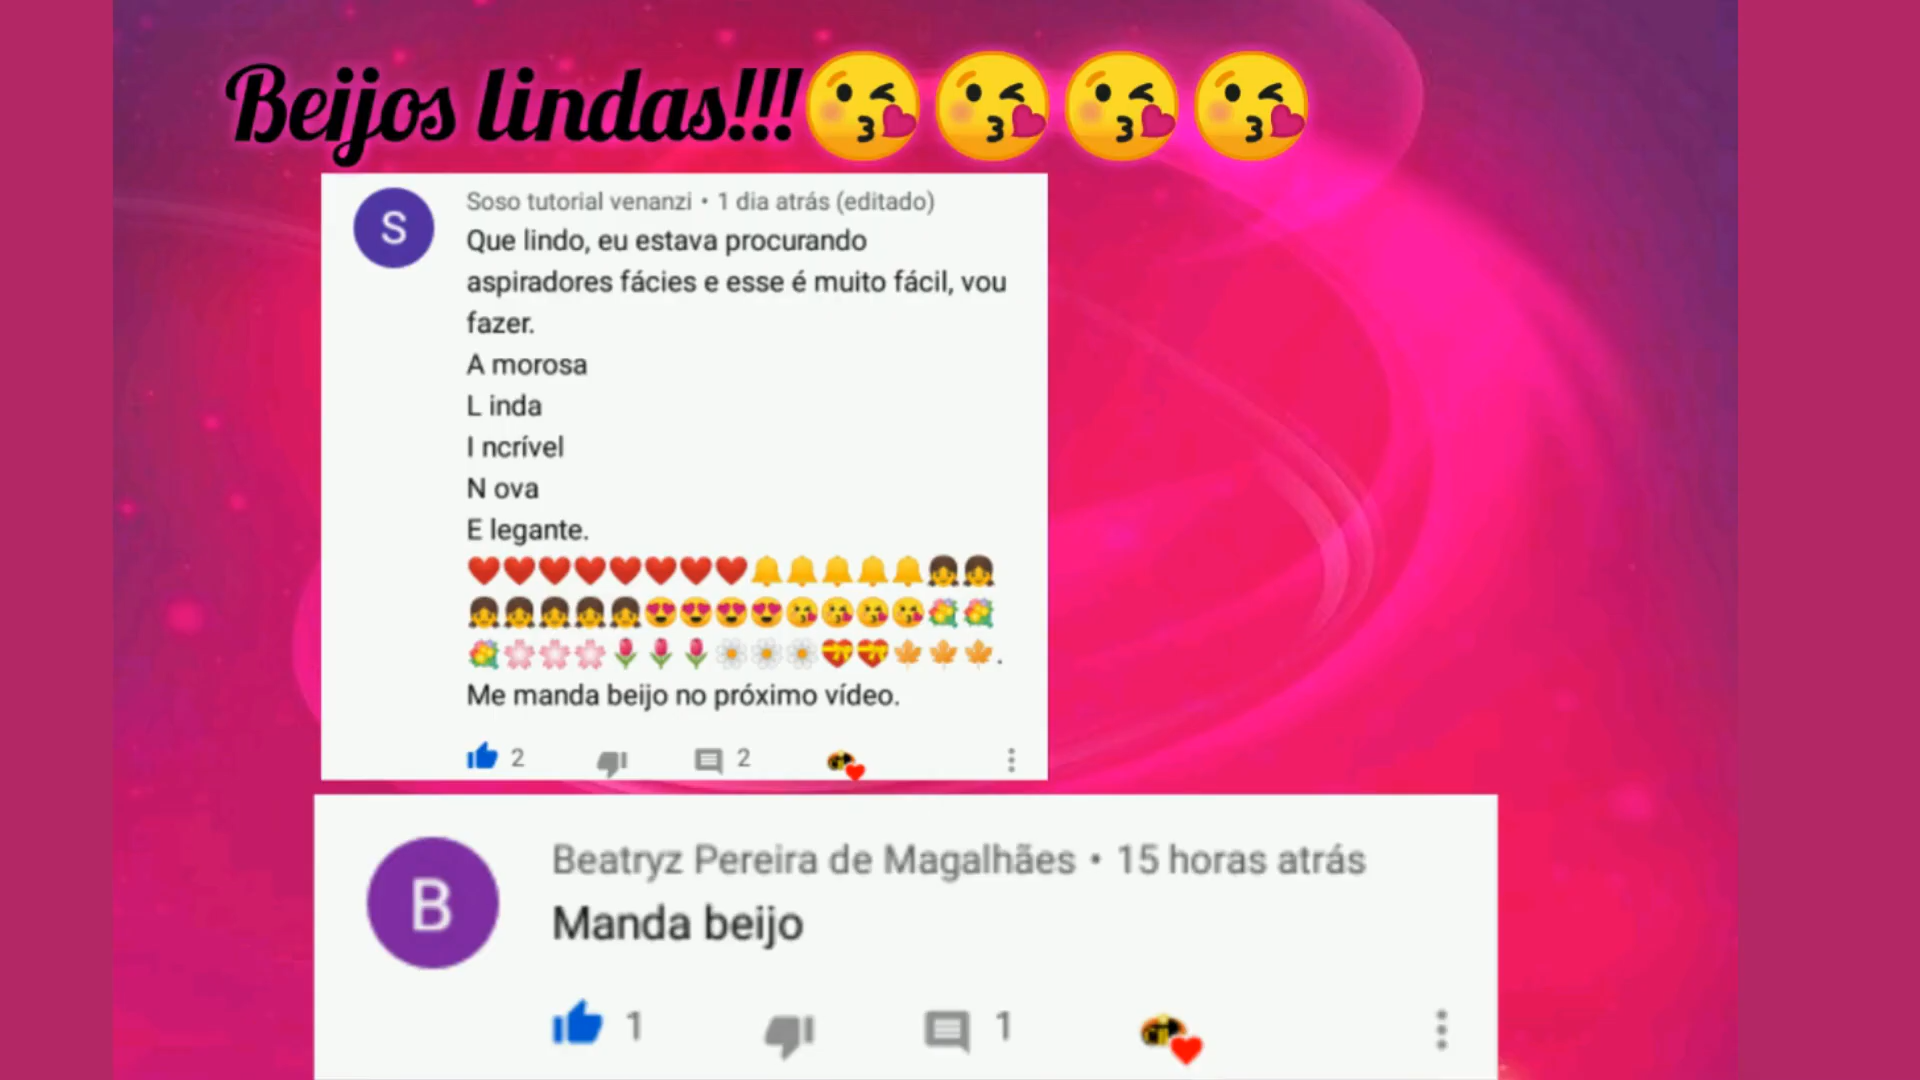 Beijos lindas!!!😘😘😘😘
S
Soso tutorial venanzi • 1 dia atrás (editado)
Que lindo, eu estava procurando
aspiradores fácies e esse é muito fácil, vou
fazer.
A morosa
L inda
I ncrível
N ova
E legante.
❤❤❤❤❤❤❤❤🔔🔔🔔🔔🔔👧👧
👧👧👧👧👧😍😍😍😍😘😘😘😘💐💐
💐🌸🌸🌸🌷🌷🌷🌼🌼🌼💝💝🍁🍁🍁.
Me manda beijo no próximo vídeo.
2 2
B
Beatryz Pereira de Magalhães • 15 horas atrás
Manda beijo
1 1